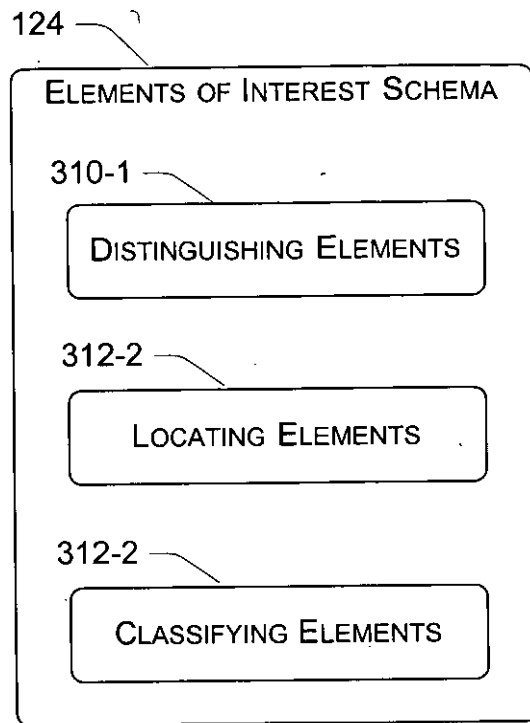 124
ELEMENTS OF INTEREST SCHEMA
310-1
DISTINGUISHING ELEMENTS
312-2
LOCATING ELEMENTS
312-2
CLASSIFYING ELEMENTS